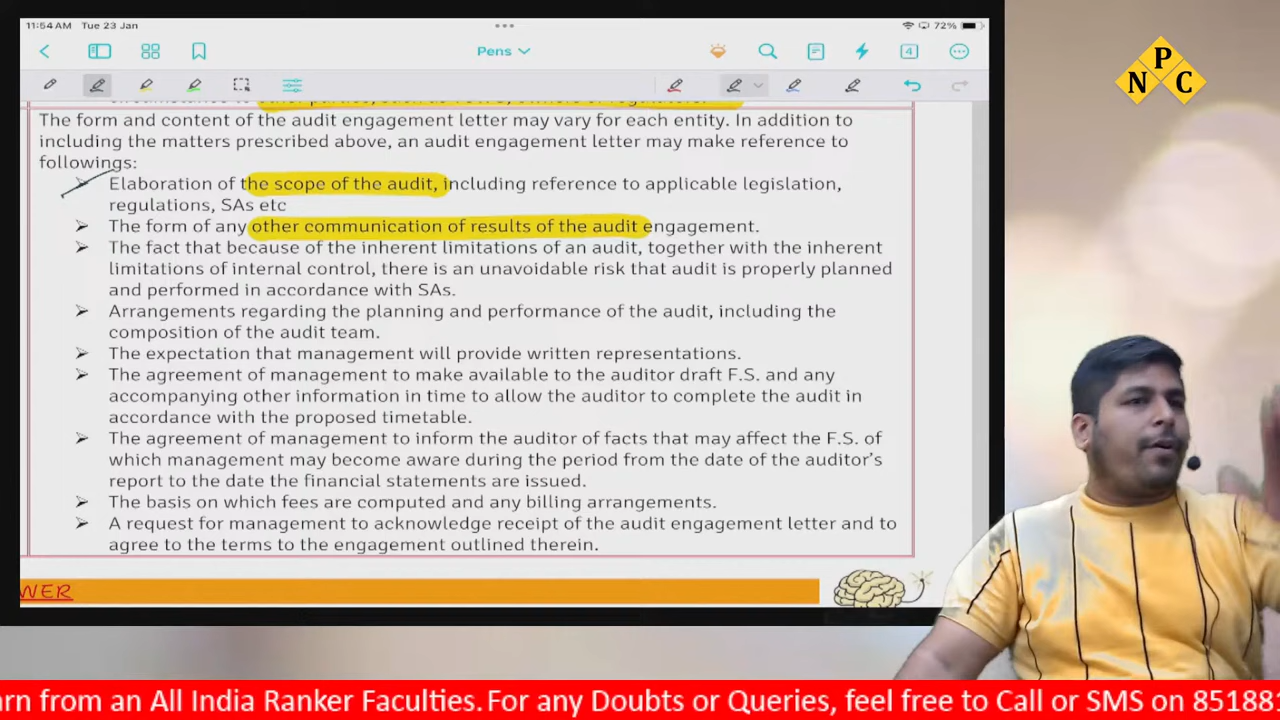 11:54 AM Tue 23 Jan
72%
Pens
4
N P C
The form and content of the audit engagement letter may vary for each entity. In addition to
including the matters prescribed above, an audit engagement letter may make reference to
followings:
Elaboration of the scope of the audit, including reference to applicable legislation,
regulations, SAs etc
The form of any other communication of results of the audit engagement.
The fact that because of the inherent limitations of an audit, together with the inherent
limitations of internal control, there is an unavoidable risk that audit is properly planned
and performed in accordance with SAs.
Arrangements regarding the planning and performance of the audit, including the
composition of the audit team.
The expectation that management will provide written representations.
The agreement of management to make available to the auditor draft F.S. and any
accompanying other information in time to allow the auditor to complete the audit in
accordance with the proposed timetable.
The agreement of management to inform the auditor of facts that may affect the F.S. of
which management may become aware during the period from the date of the auditor's
report to the date the financial statements are issued.
The basis on which fees are computed and any billing arrangements.
A request for management to acknowledge receipt of the audit engagement letter and to
agree to the terms to the engagement outlined therein.
WER
arn from an All India Ranker Faculties. For any Doubts or Queries, feel free to Call or SMS on 85188